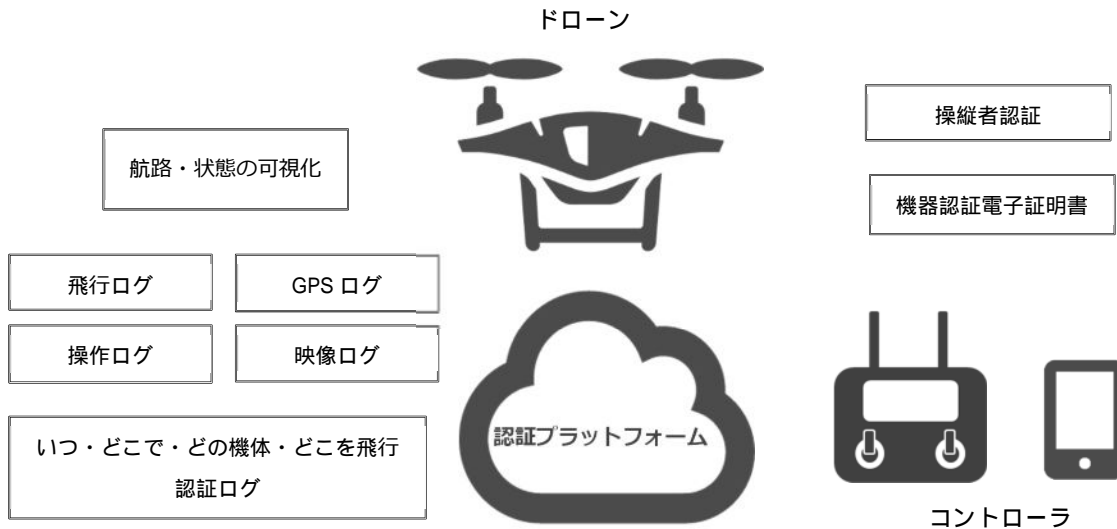 ドローン
操縦者認証
航路・状態の可視化
機器認証電子証明書
飛行ログ
GPS ログ
操作ログ
映像ログ
認証プラットフォーム
いつ・どこで・どの機体・どこを飛行
認証ログ
コントローラ